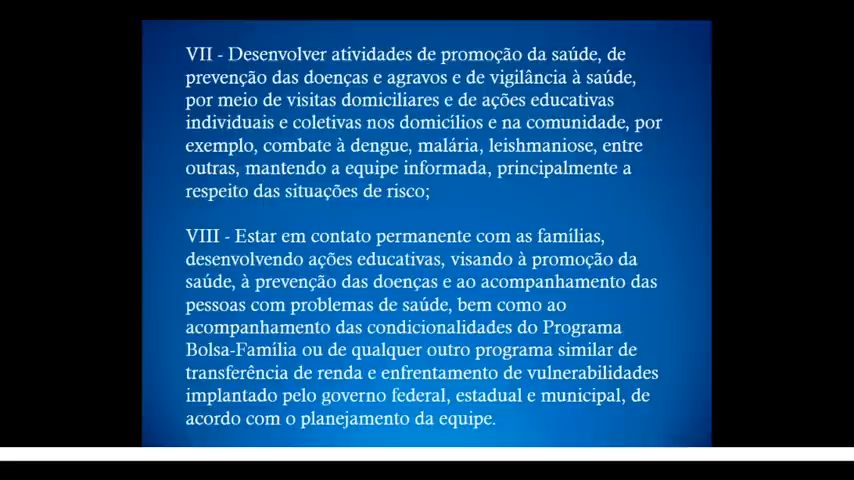 VII - Desenvolver atividades de promoção da saúde, de
prevenção das doenças e agravos e de vigilância à saúde,
por meio de visitas domiciliares e de ações educativas
individuais e coletivas nos domicílios e na comunidade, por
exemplo, combate à dengue, malária, leishmaniose, entre
outras, mantendo a equipe informada, principalmente a
respeito das situações de risco;
VIII - Estar em contato permanente com as famílias,
desenvolvendo ações educativas, visando à promoção da
saúde, à prevenção das doenças e ao acompanhamento das
pessoas com problemas de saúde, bem como ao
acompanhamento das condicionalidades do Programa
Bolsa-Família ou de qualquer outro programa similar de
transferência de renda e enfrentamento de vulnerabilidades
implantado pelo governo federal, estadual e municipal, de
acordo com o planejamento da equipe.